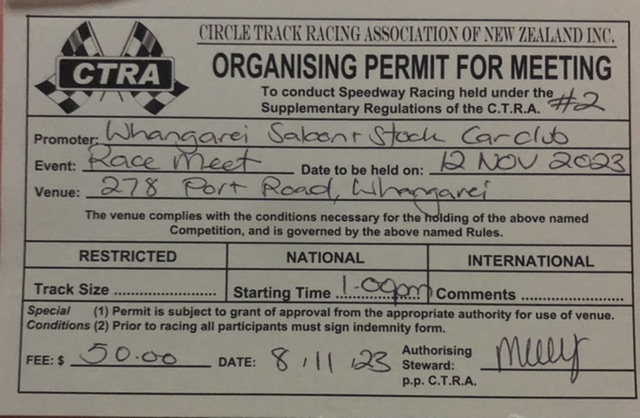 CTRA
CIRCLE TRACK RACING ASSOCIATION OF NEW ZEALAND INC.
ORGANISING PERMIT FOR MEETING
To conduct Speedway Racing held under the
Supplementary Regulations of the C.T.R.A. #2
Promoter: Whangarei Saloon + Stock Car club
Event: Race Meet Date to be held on: 12 NOV 2023
Venue: 278 Port Road, Whangarei
The venue complies with the conditions necessary for the holding of the above named
Competition, and is governed by the above named Rules.
RESTRICTED NATIONAL INTERNATIONAL
Track Size .................... Starting Time 1-00pm Comments ....................
Special (1) Permit is subject to grant of approval from the appropriate authority for use of venue.
Conditions (2) Prior to racing all participants must sign indemnity form.
FEE: $ 50.00 DATE: 8/11/23 Authorising
Steward:
p.p. C.T.R.A.